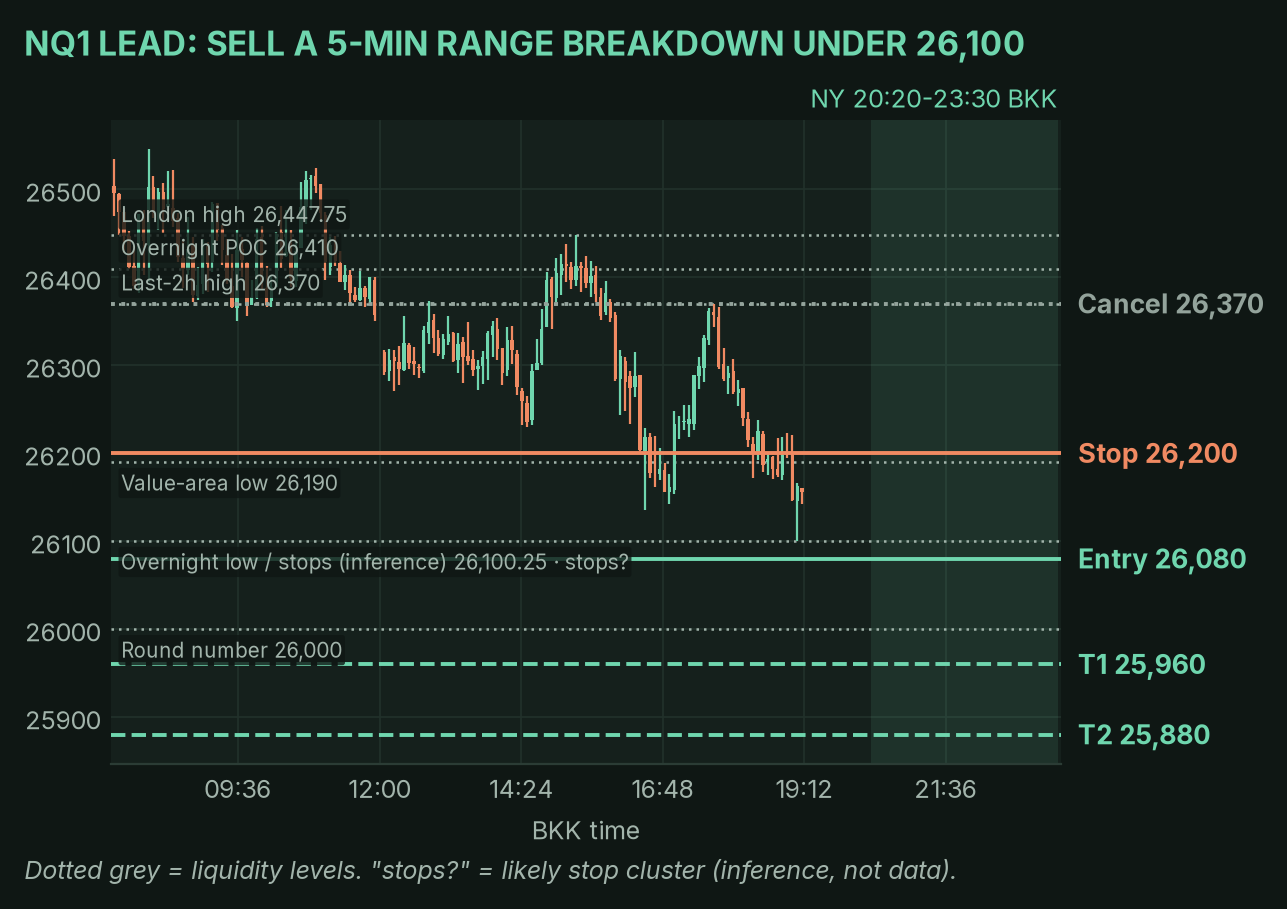 NQ1 LEAD: SELL A 5-MIN RANGE BREAKDOWN UNDER 26,100
NY 20:20-23:30 BKK
26500
London high 26,447.75
Overnight POC 26,410
26400
Last-2h high 26,370
Cancel 26,370
26300
26200
Stop 26,200
Value-area low 26,190
26100
Overnight low / stops (inference) 26,100.25 · stops?
Entry 26,080
26000
Round number 26,000
T1 25,960
25900
T2 25,880
09:36 12:00 14:24 16:48 19:12 21:36
BKK time
Dotted grey = liquidity levels. "stops?" = likely stop cluster (inference, not data).